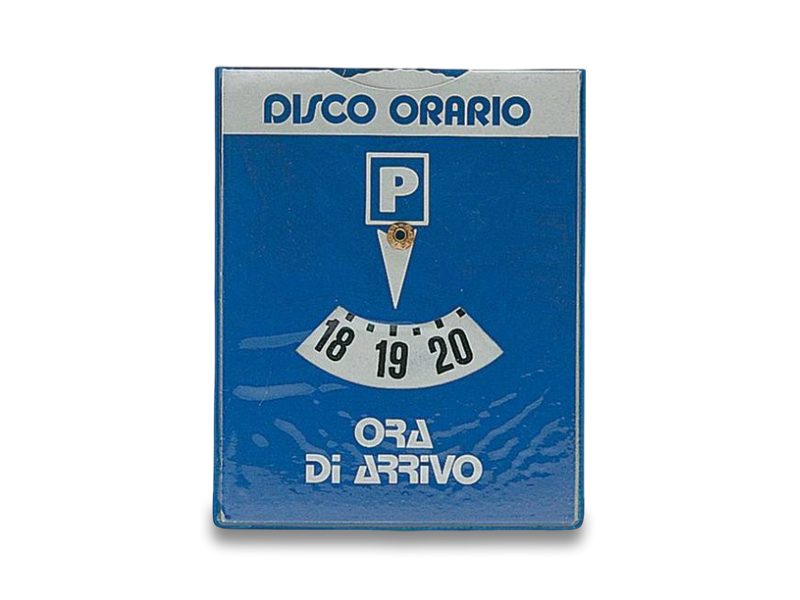 DISCO ORARIO
P
18 19 20
ORA
DI ARRIVO